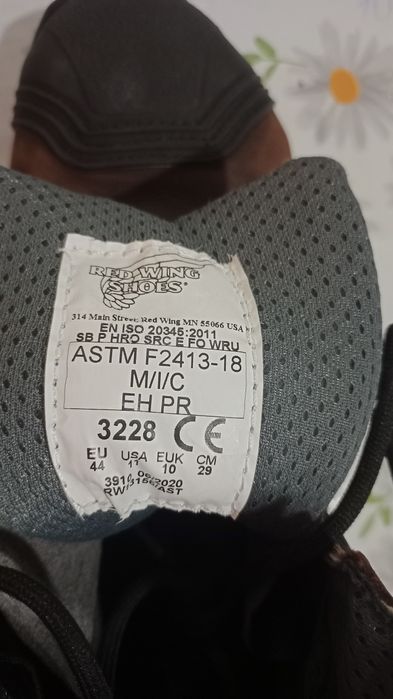 RED WING
SHOES
314 Main Street, Red Wing MN 55066 USA
EN ISO 20345:2011
SB P HRO SRC E FO WRU
ASTM F2413-18
M/I/C
EH PR
3228 CE
EU USA EUK CM
44 11 10 29